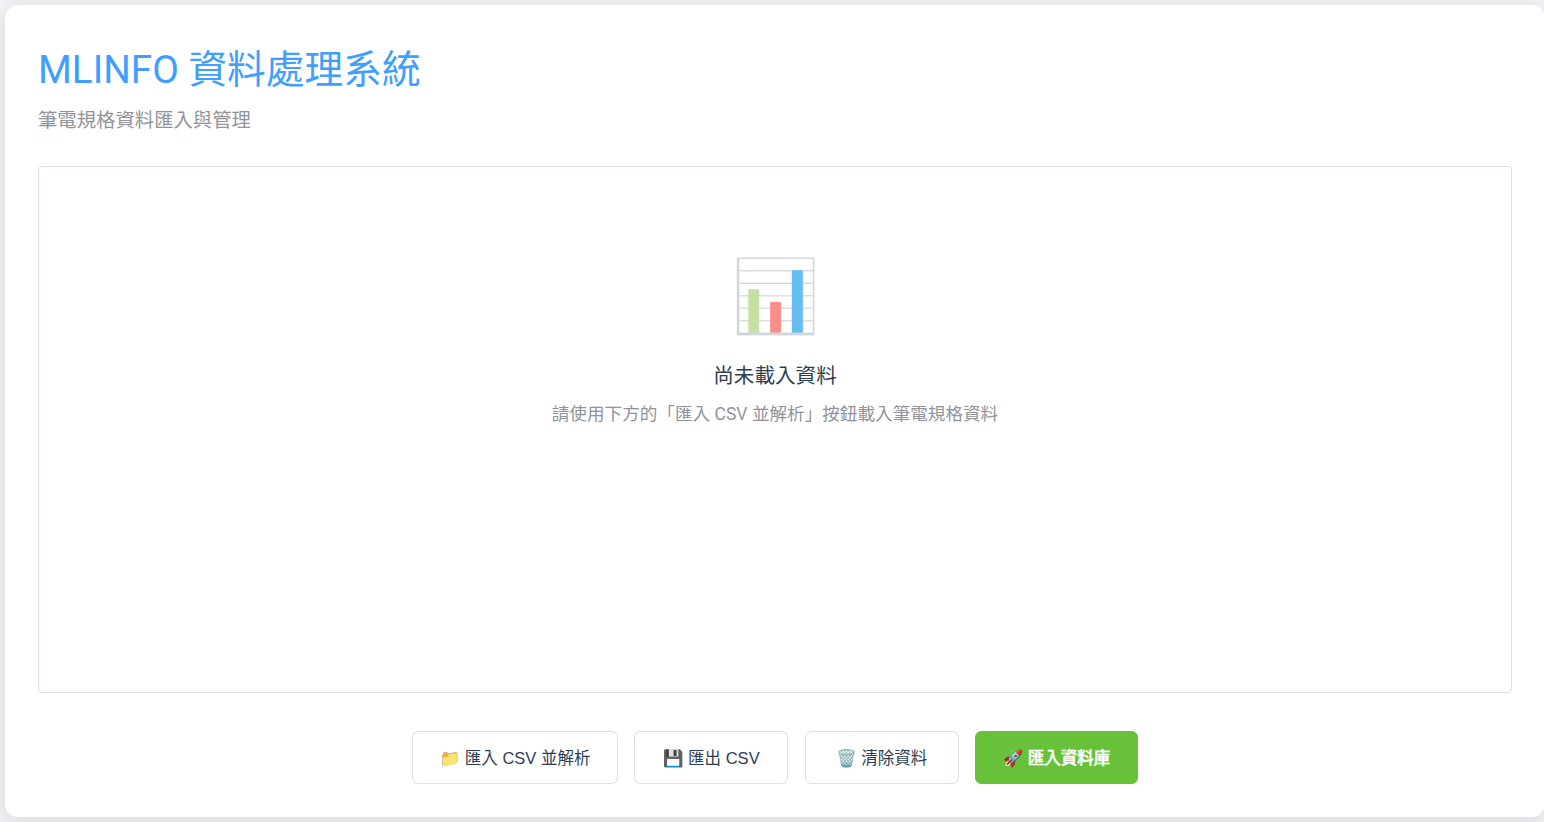 MLINFO 資料處理系統
筆電規格資料匯入與管理
尚未載入資料
請使用下方的「匯入 CSV 並解析」按鈕載入筆電規格資料
📁 匯入 CSV 並解析
💾 匯出 CSV
🗑️ 清除資料
🚀 匯入資料庫